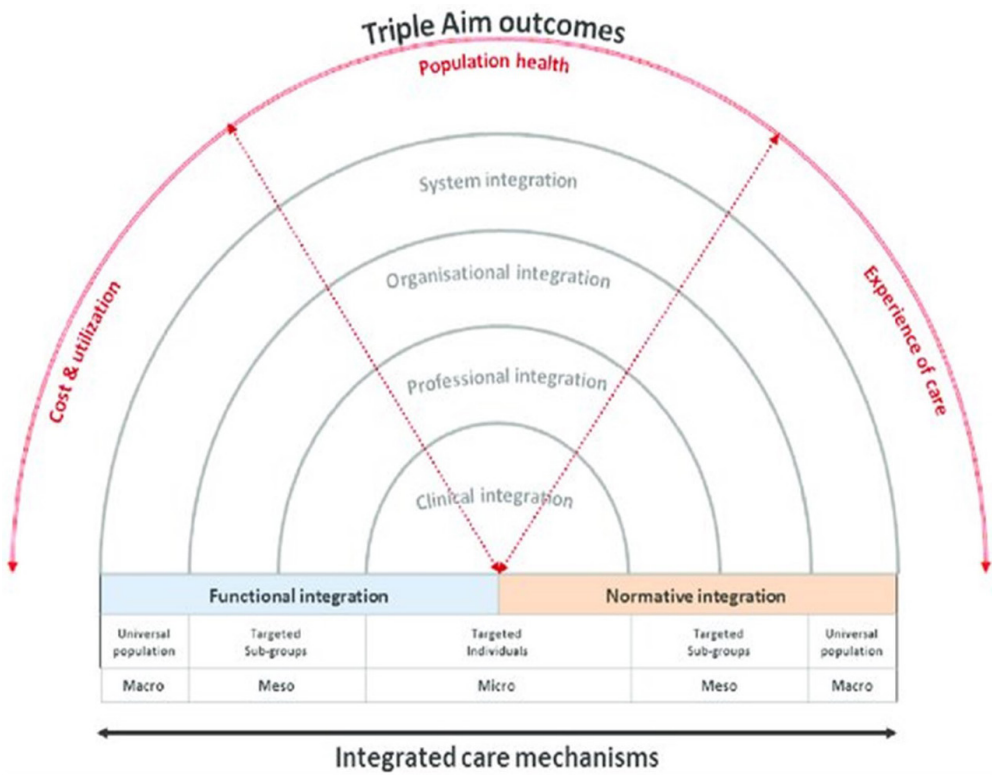 Triple Aim outcomes
Population health
Cost & utilization
Experience of care
System integration
Organisational integration
Professional integration
Clinical integration
Functional integration
Normative integration
Universal
population
Targeted
Sub-groups
Targeted
Individuals
Targeted
Sub-groups
Universal
population
Macro
Meso
Micro
Meso
Macro
Integrated care mechanisms